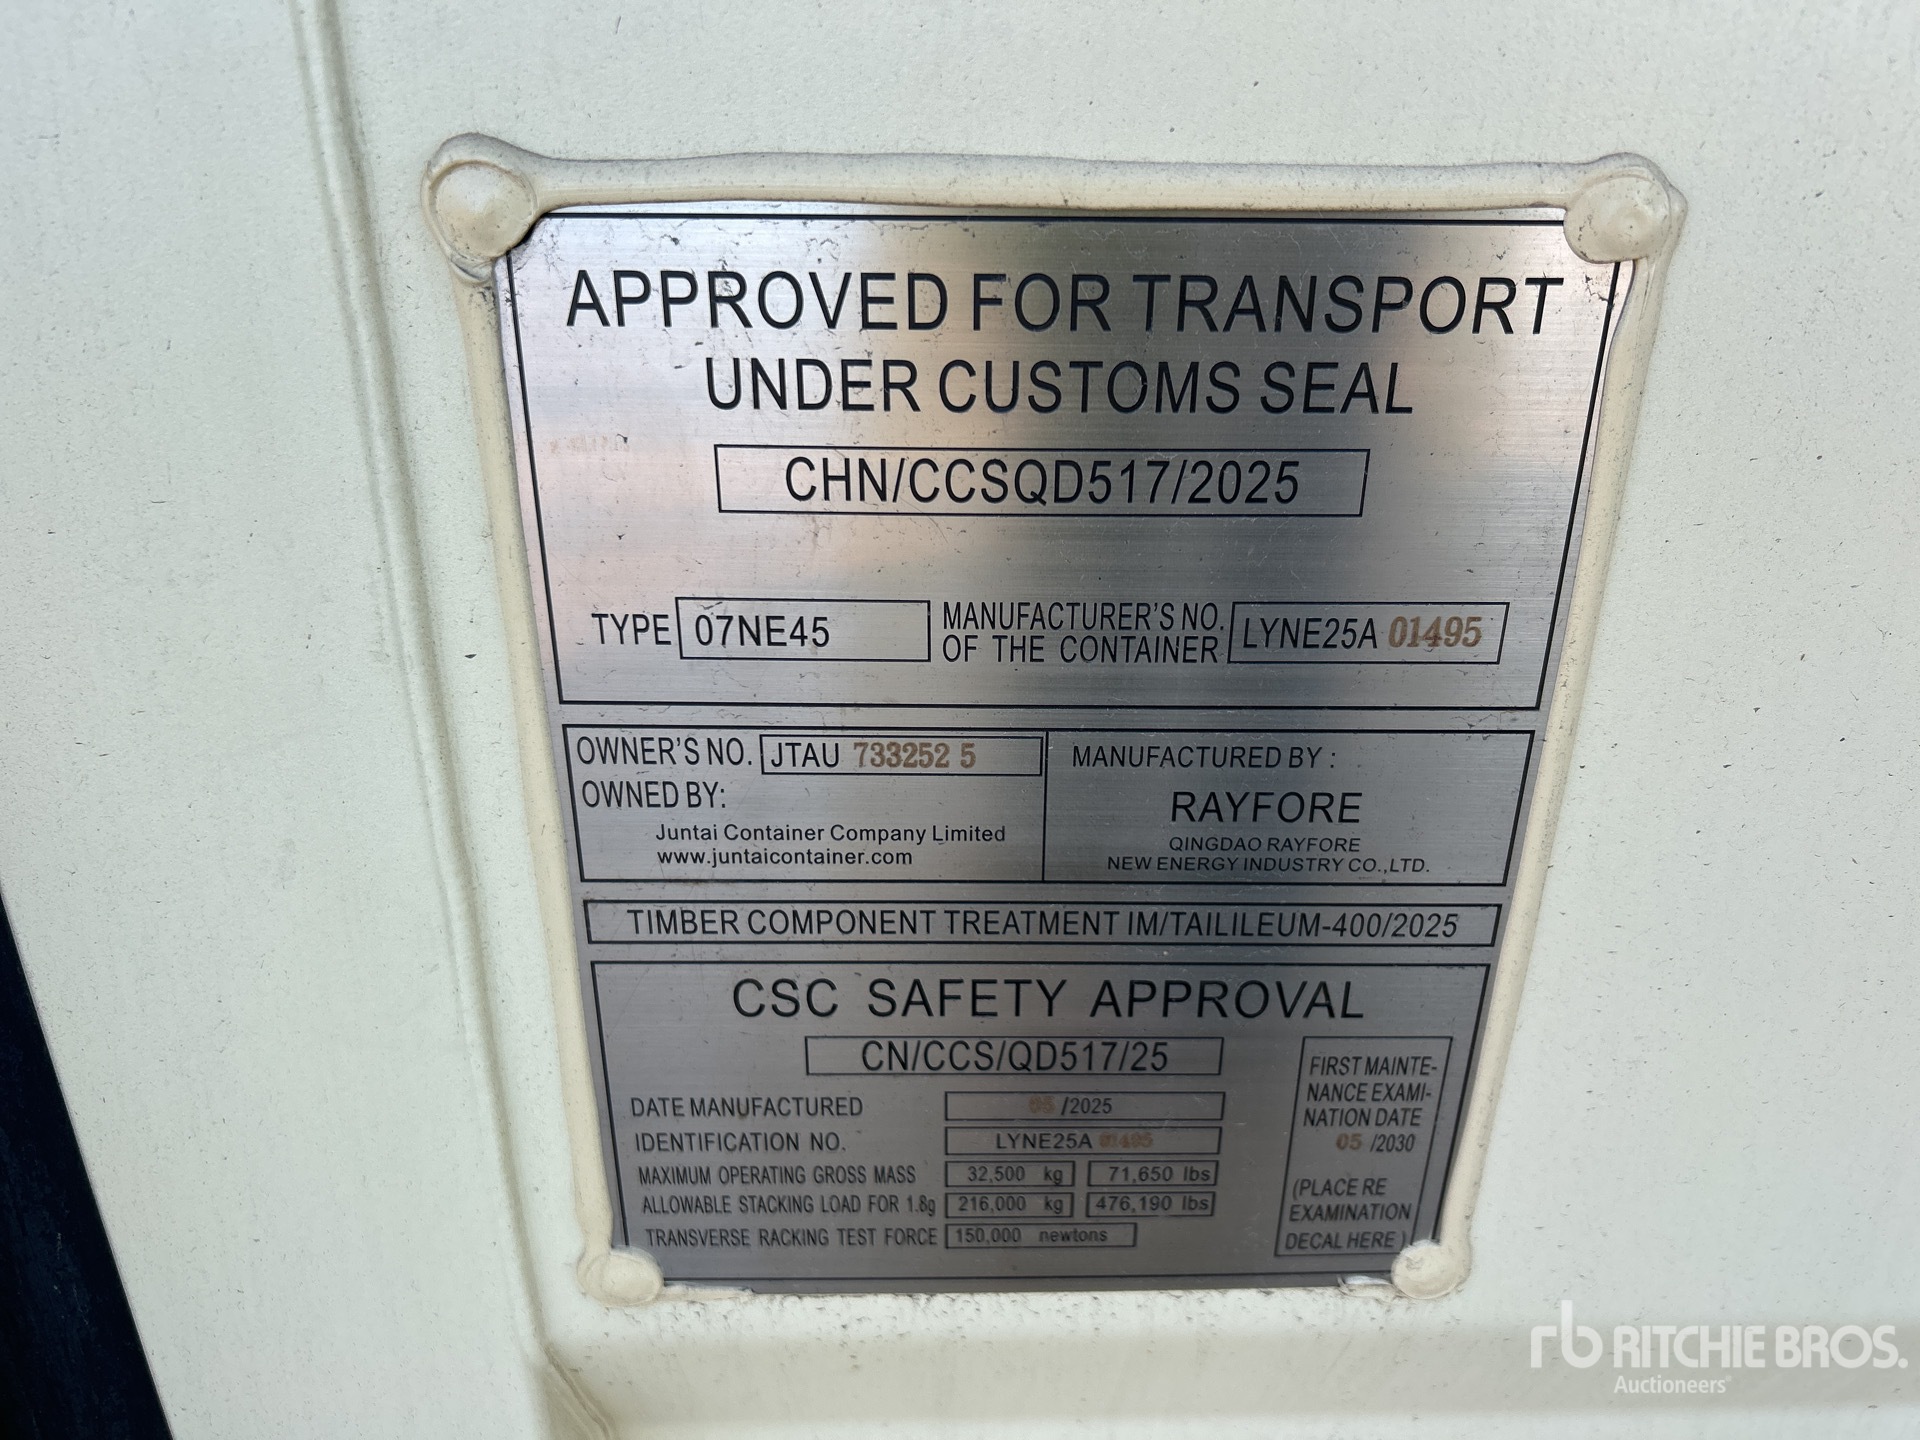 APPROVED FOR TRANSPORT
UNDER CUSTOMS SEAL
CHN/CCSQD517/2025
TYPE 07NE45 MANUFACTURER'S NO. OF THE CONTAINER LYNE25A 01495
OWNER'S NO. JTAU 733252 5
OWNED BY:
Juntai Container Company Limited
www.juntaicontainer.com
MANUFACTURED BY :
RAYFORE
QINGDAO RAYFORE
NEW ENERGY INDUSTRY CO.,LTD.
TIMBER COMPONENT TREATMENT IM/TAILILEUM-400/2025
CSC SAFETY APPROVAL
CN/CCS/QD517/25
DATE MANUFACTURED 05 /2025
IDENTIFICATION NO. LYNE25A 01495
MAXIMUM OPERATING GROSS MASS 32,500 kg 71,650 lbs
ALLOWABLE STACKING LOAD FOR 1.8g 216,000 kg 476,190 lbs
TRANSVERSE RACKING TEST FORCE 150,000 newtons
FIRST MAINTE-
NANCE EXAMI-
NATION DATE
05 /2030
(PLACE RE
EXAMINATION
DECAL HERE )
rb RITCHIE BROS.
Auctioneers